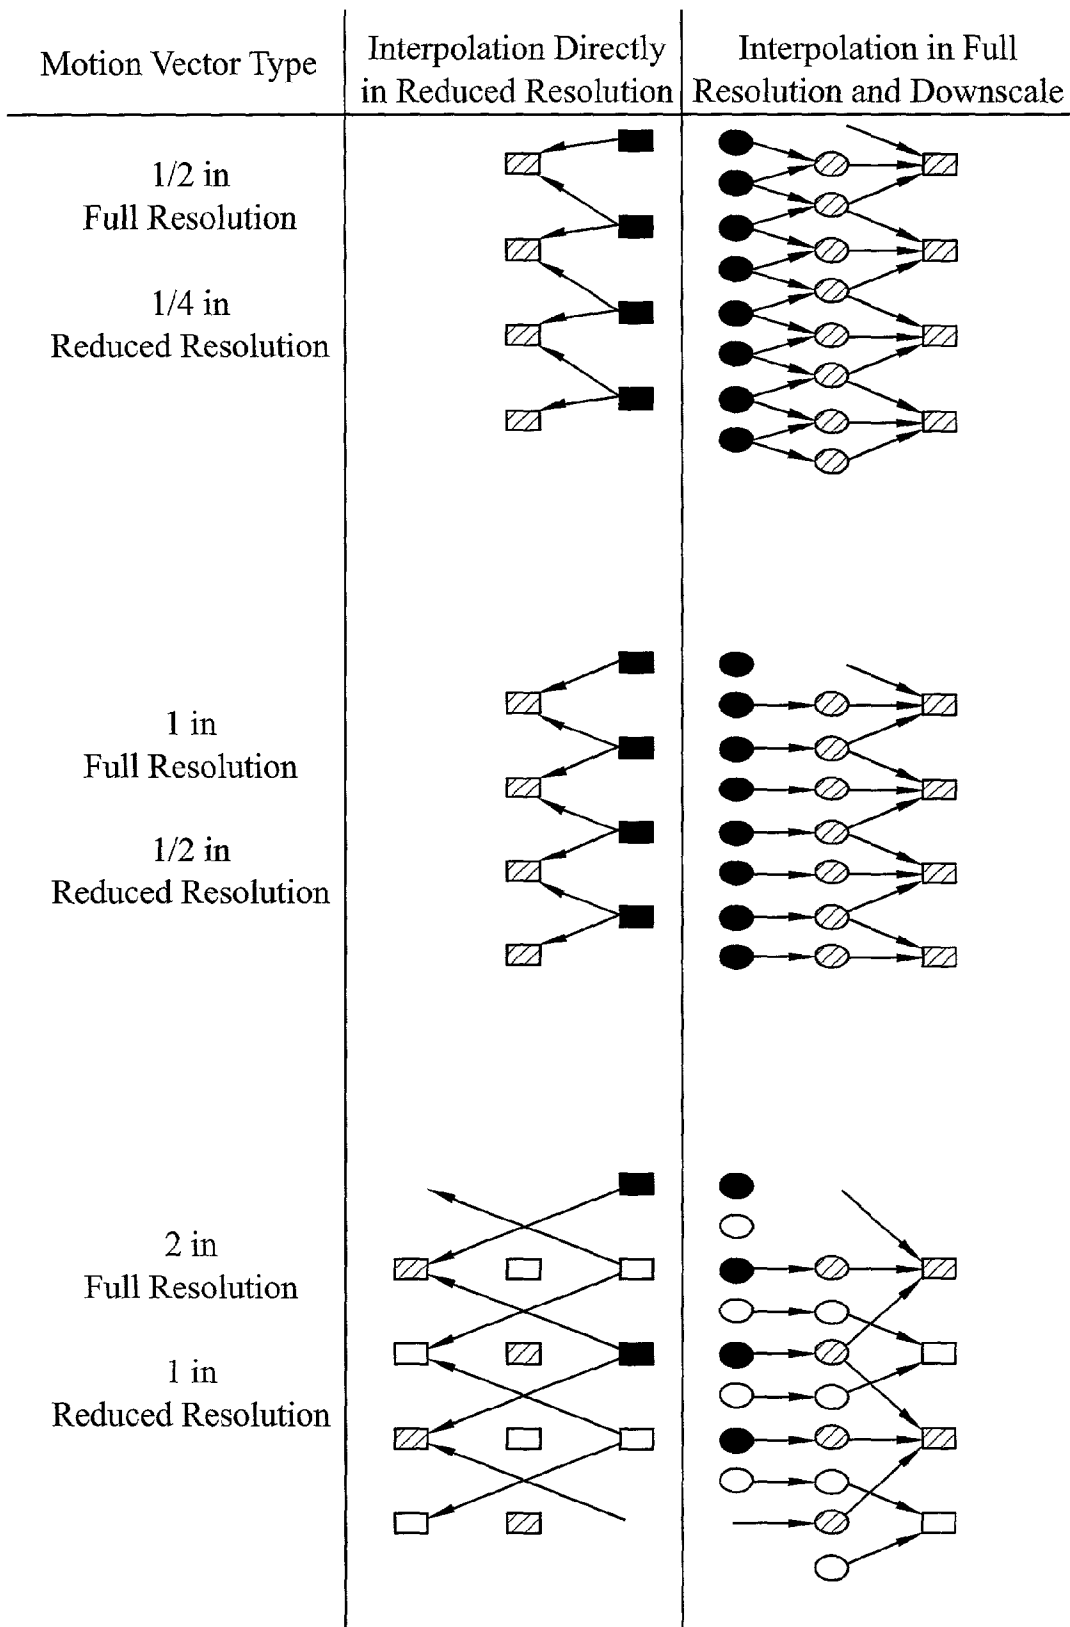 Motion Vector Type
Interpolation Directly
in Reduced Resolution
Interpolation in Full
Resolution and Downscale
1/2 in
Full Resolution
1/4 in
Reduced Resolution
1 in
Full Resolution
1/2 in
Reduced Resolution
2 in
Full Resolution
1 in
Reduced Resolution